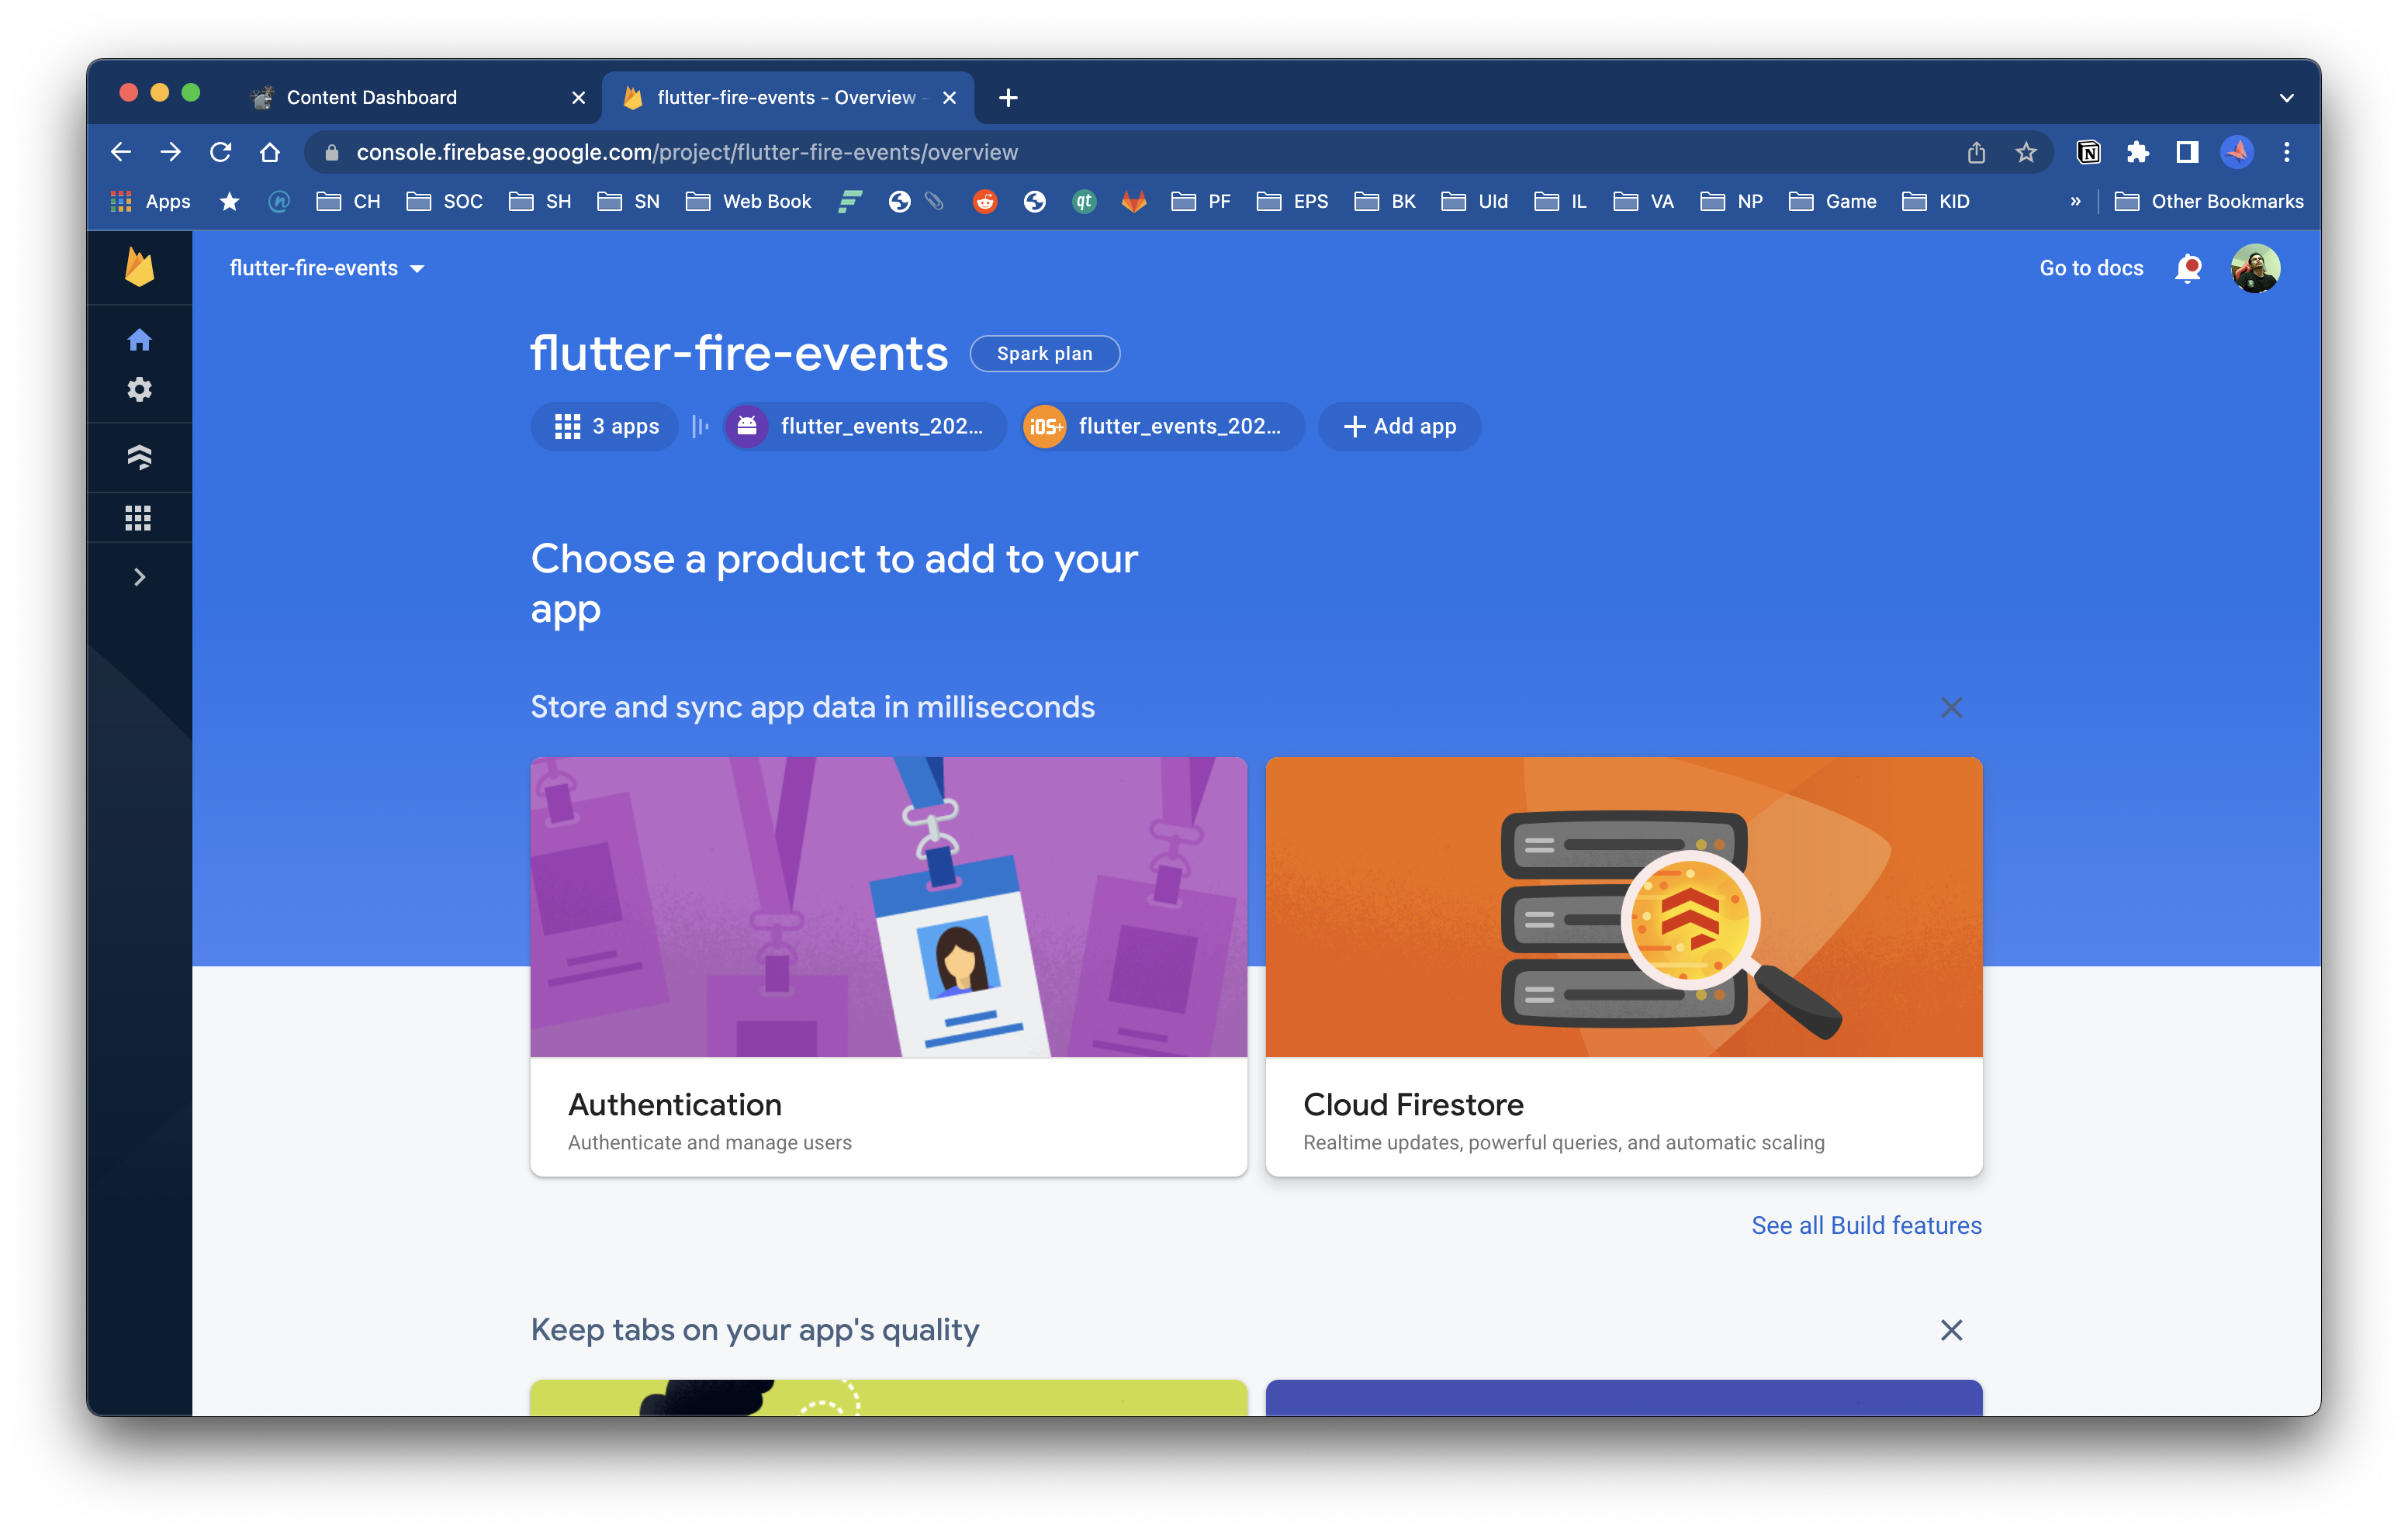 Content Dashboard
flutter-fire-events - Overview -
console.firebase.google.com/project/flutter-fire-events/overview
Apps
CH
SOC
SH
SN
Web Book
qt
PF
EPS
BK
UId
IL
VA
NP
Game
KID
»
Other Bookmarks
flutter-fire-events
Go to docs
flutter-fire-events
Spark plan
3 apps
flutter_events_202...
iOS+
flutter_events_202...
+ Add app
Choose a product to add to your
app
Store and sync app data in milliseconds
Authentication
Authenticate and manage users
Cloud Firestore
Realtime updates, powerful queries, and automatic scaling
See all Build features
Keep tabs on your app's quality